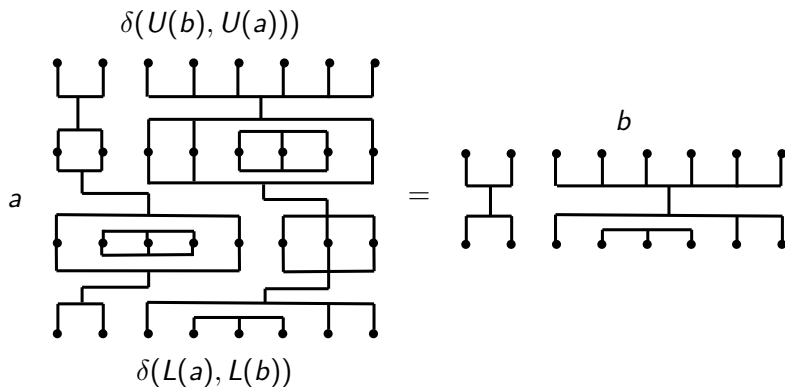 δ(U(b), U(a)))
b
a
=
δ(L(a), L(b))